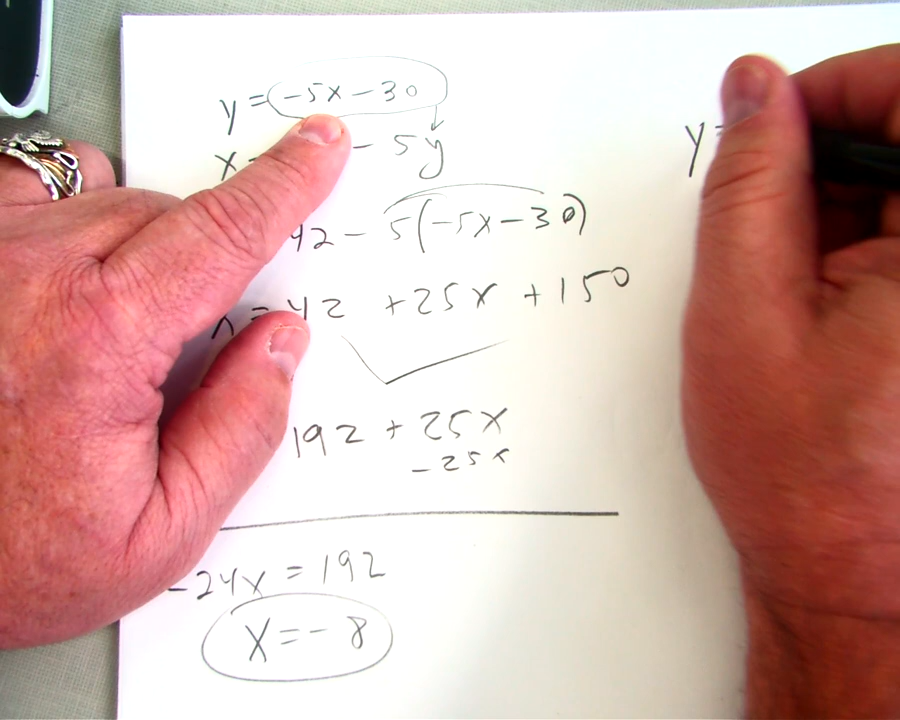 y = -5x - 30
x = - 5y
42 - 5(-5x - 30)
x = 42 + 25x + 150
192 + 25x
- 25x
-24x = 192
x = -8
y =